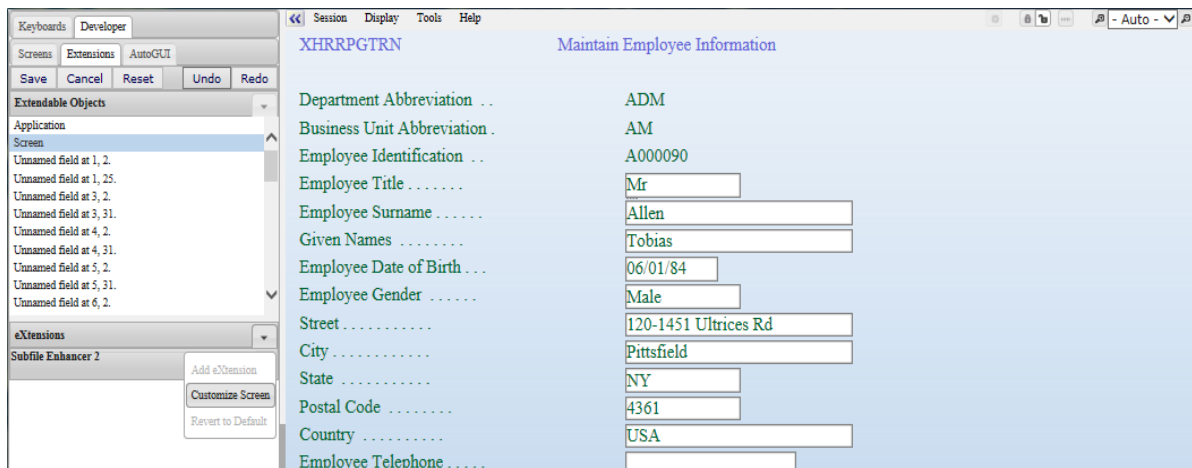 Keyboards Developer
Screens Extensions AutoGUI
Save Cancel Reset Undo Redo
Extendable Objects
Application
Screen
Unnamed field at 1, 2.
Unnamed field at 1, 25.
Unnamed field at 3, 2.
Unnamed field at 3, 31.
Unnamed field at 4, 2.
Unnamed field at 4, 31.
Unnamed field at 5, 2.
Unnamed field at 5, 31.
Unnamed field at 6, 2.
eXtensions
Subfile Enhancer 2
Add eXtension
Customize Screen
Revert to Default
Session Display Tools Help
- Auto -
XHRRPGTRN Maintain Employee Information
Department Abbreviation . . ADM
Business Unit Abbreviation . AM
Employee Identification . . A000090
Employee Title . . . . . . . Mr
Employee Surname . . . . . . Allen
Given Names . . . . . . . . Tobias
Employee Date of Birth . . . 06/01/84
Employee Gender . . . . . . Male
Street . . . . . . . . . . . 120-1451 Ultrices Rd
City . . . . . . . . . . . . Pittsfield
State . . . . . . . . . . . NY
Postal Code . . . . . . . . 4361
Country . . . . . . . . . . USA
Employee Telephone . . . . .